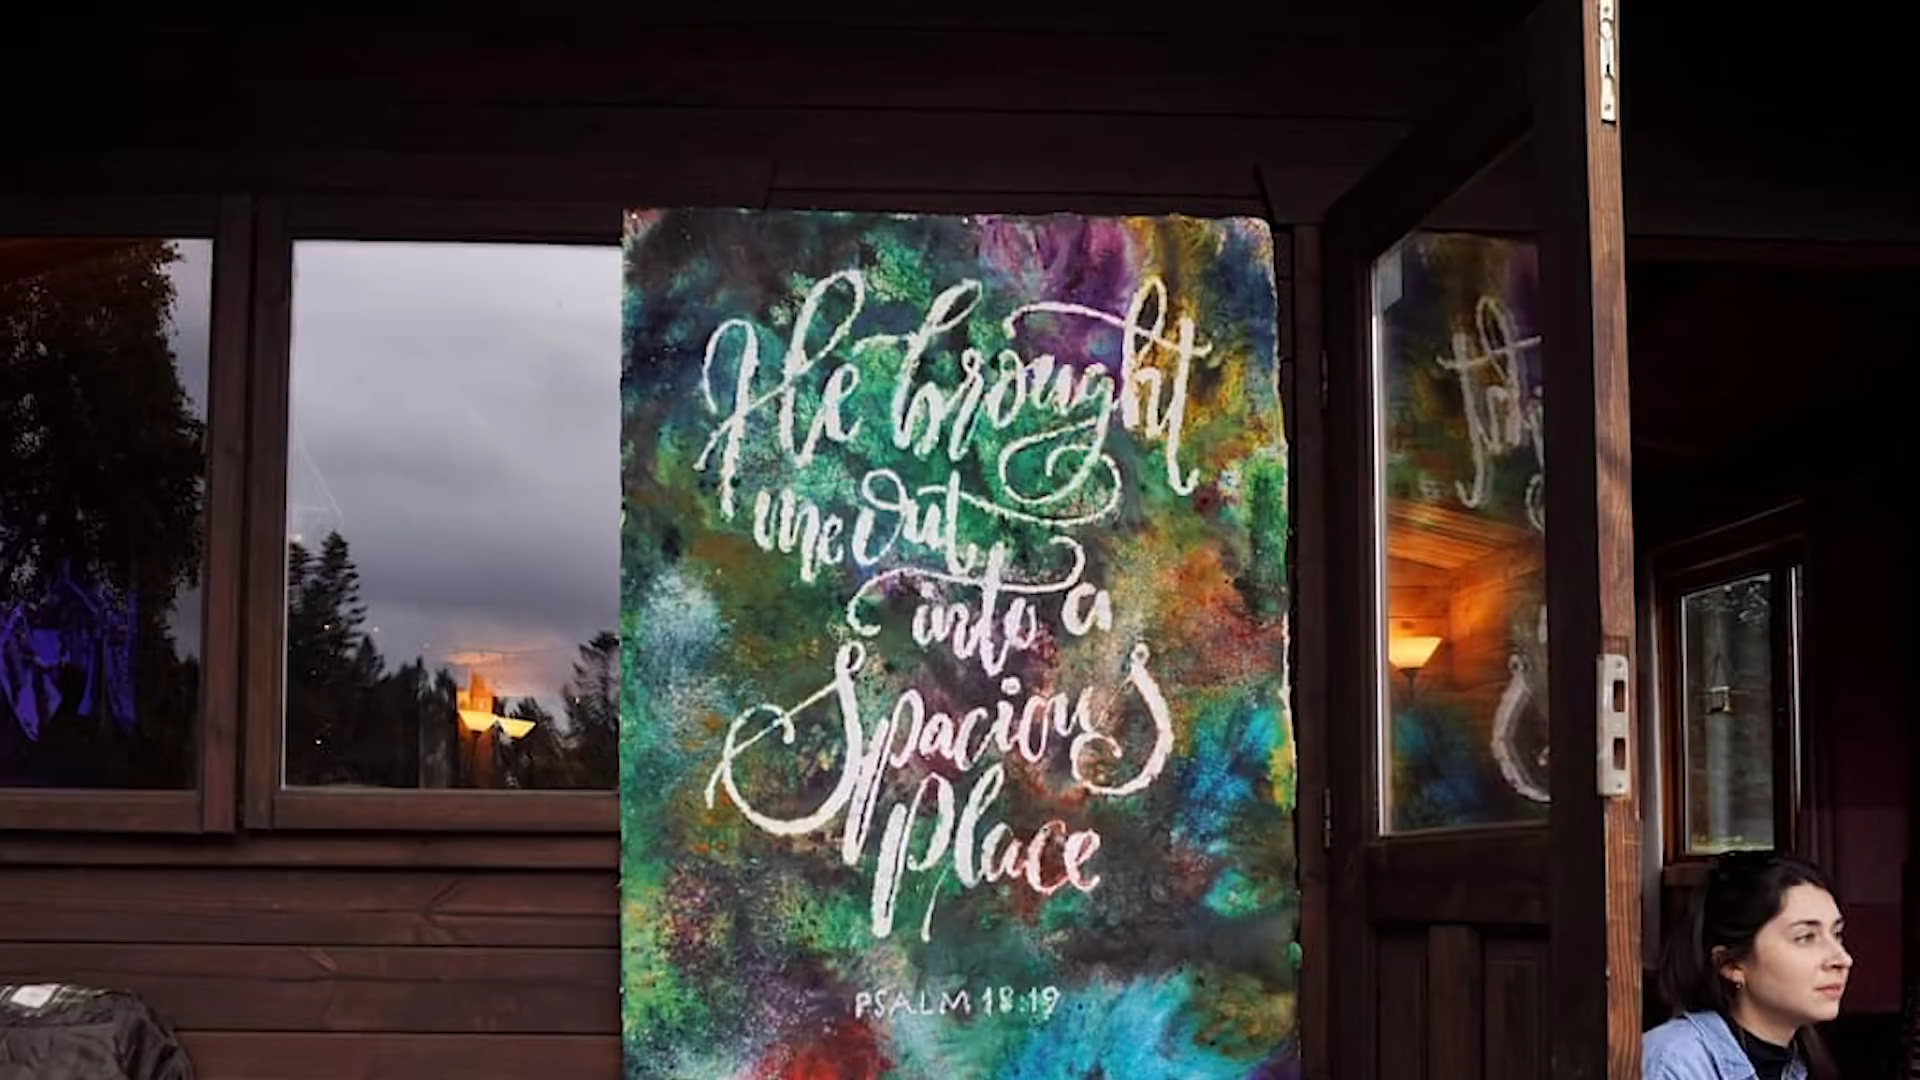 He brought
me out
into a
Spacious
Place
PSALM 18:19